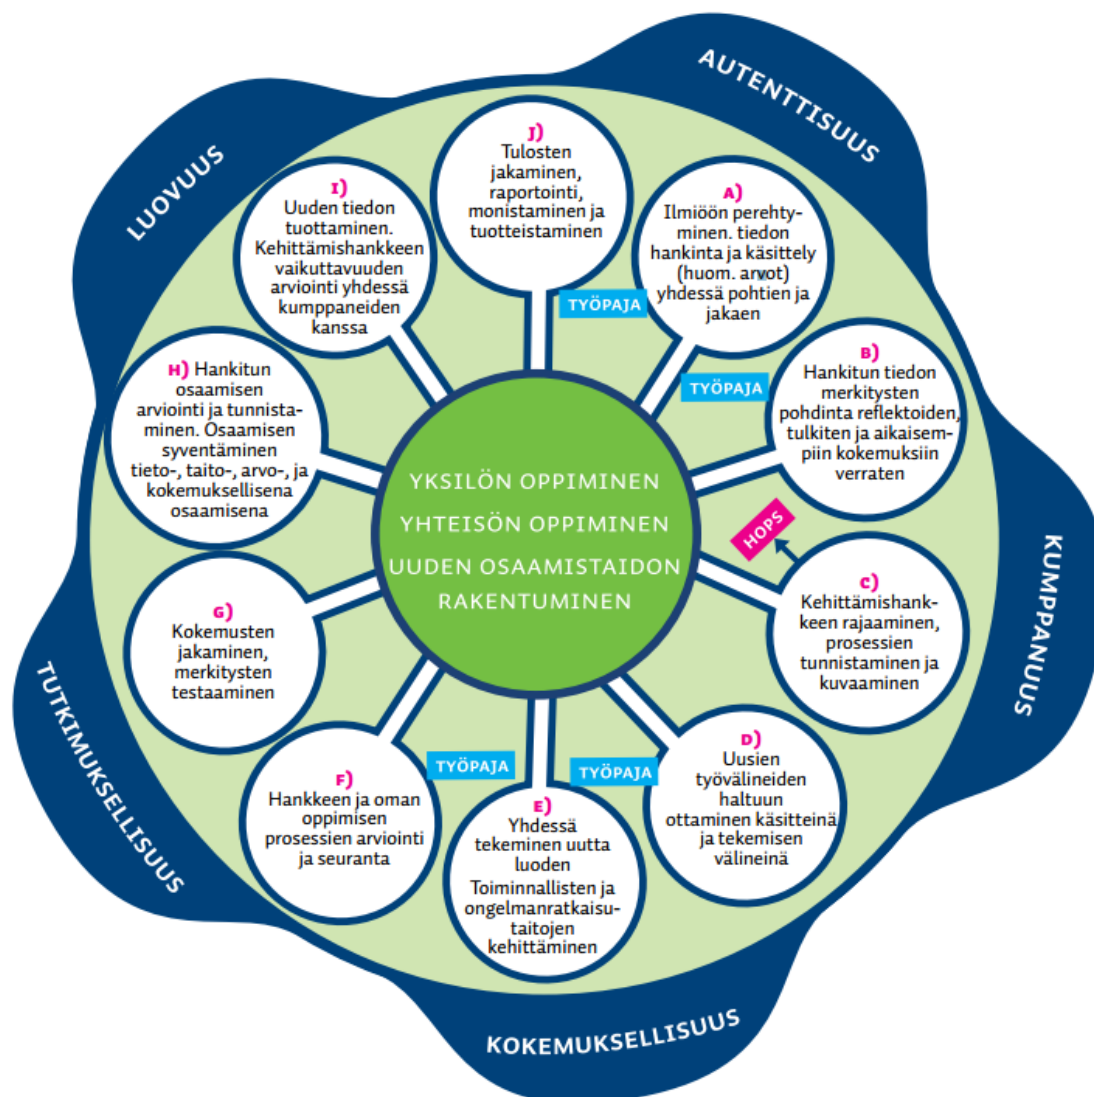 AUTENTTISUUS
LUOVUUS
J)
Tulosten
jakaminen,
raportointi,
monistaminen ja
tuotteistaminen
A)
Ilmiöön perehty-
minen. tiedon
hankinta ja käsittely
(huom. arvot)
yhdessä pohtien ja
jakaen
I)
Uuden tiedon
tuottaminen.
Kehittämishankkeen
vaikuttavuuden
arviointi yhdessä
kumppaneiden
kanssa
TYÖPAJA
B)
Hankitun tiedon
merkitysten
pohdinta reflektoiden,
tulkiten ja aikaisem-
piin kokemuksiin
verraten
TYÖPAJA
H) Hankitun
osaamisen
arviointi ja tunnista-
minen. Osaamisen
syventäminen
tieto-, taito-, arvo-, ja
kokemuksellisena
osaamisena
YKSILÖN OPPIMINEN
YHTEISÖN OPPIMINEN
UUDEN OSAAMISTAIDON
RAKENTUMINEN
HOPS
KUMPPANUUS
C)
Kehittämishank-
keen rajaaminen,
prosessien
tunnistaminen ja
kuvaaminen
G)
Kokemusten
jakaminen,
merkitysten
testaaminen
TUTKIMUKSELLISUUS
D)
Uusien
työvälineiden
haltuun
ottaminen käsitteinä
ja tekemisen
välineinä
TYÖPAJA
TYÖPAJA
F)
Hankkeen ja oman
oppimisen
prosessien arviointi
ja seuranta
E)
Yhdessä
tekeminen uutta
luoden
Toiminnallisten ja
ongelmanratkaisu-
taitojen
kehittäminen
KOKEMUKSELLISUUS